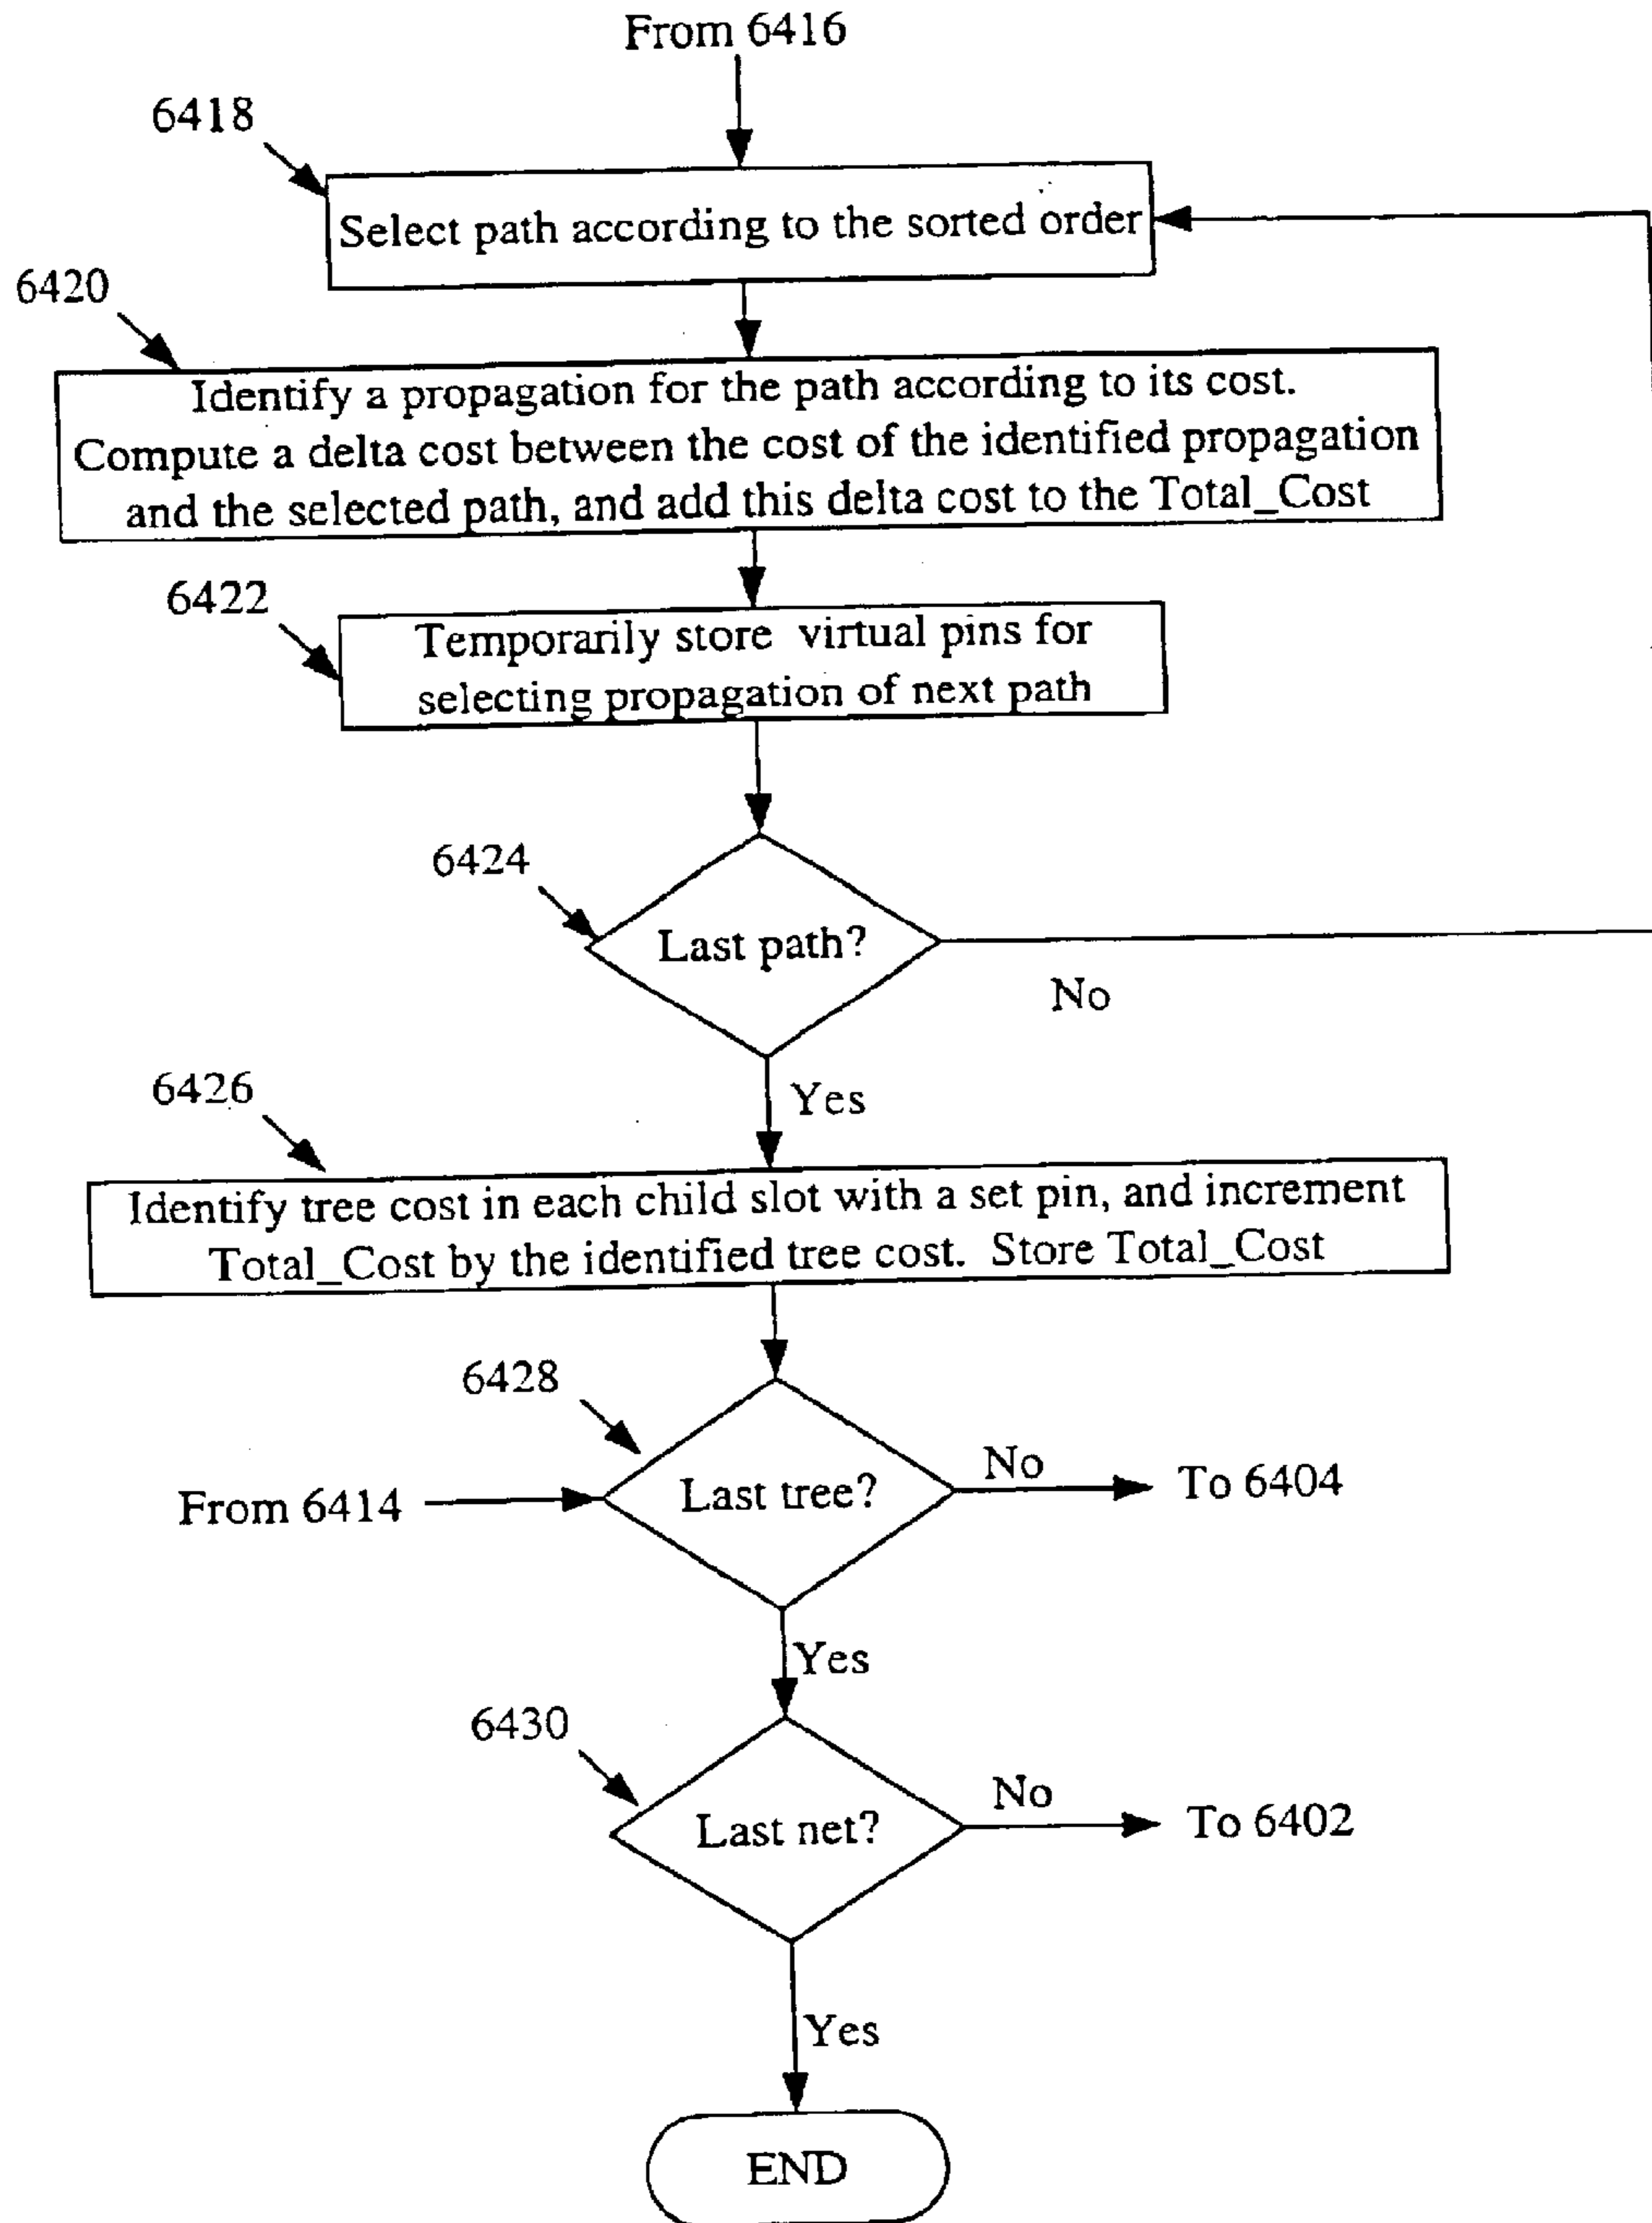 From 6416
6418
Select path according to the sorted order
6420
Identify a propagation for the path according to its cost.
Compute a delta cost between the cost of the identified propagation
and the selected path, and add this delta cost to the Total_Cost
6422
Temporarily store virtual pins for
selecting propagation of next path
6424
Last path?
No
Yes
6426
Identify tree cost in each child slot with a set pin, and increment
Total_Cost by the identified tree cost. Store Total_Cost
6428
From 6414
Last tree?
No
To 6404
Yes
6430
Last net?
No
To 6402
Yes
END